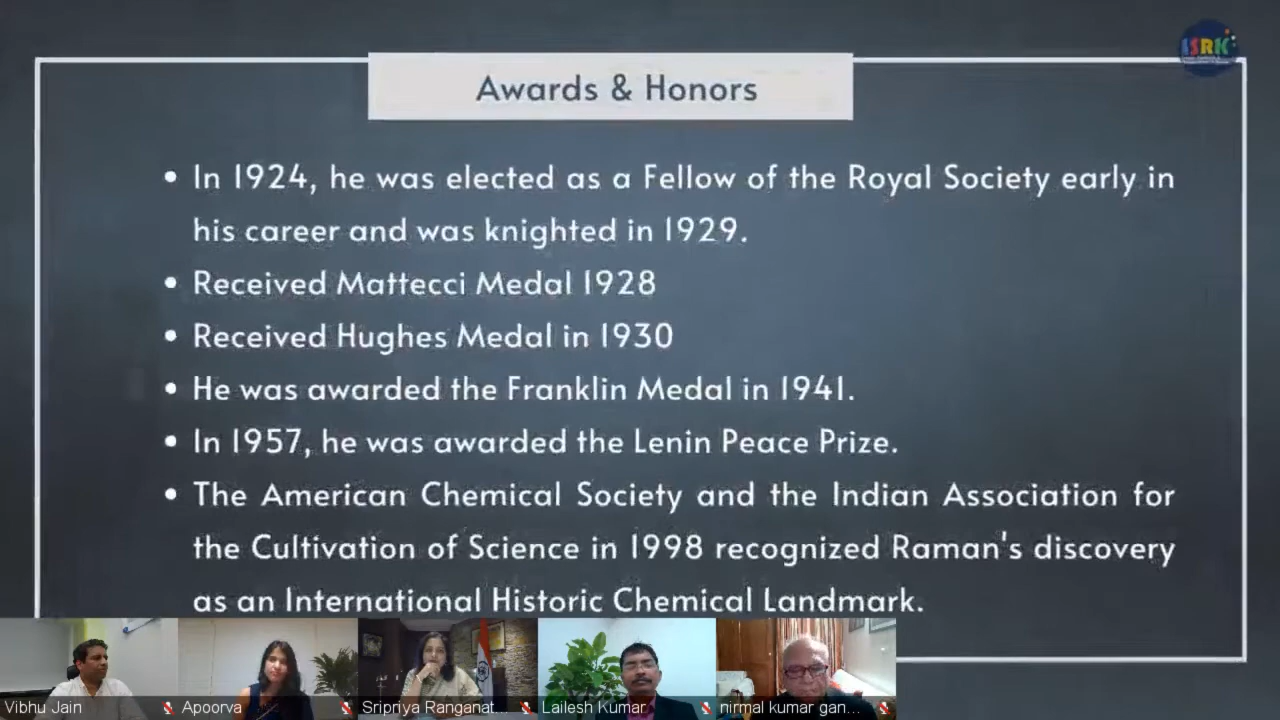 ISRK
Awards & Honors
• In 1924, he was elected as a Fellow of the Royal Society early in
his career and was knighted in 1929.
• Received Mattecci Medal 1928
• Received Hughes Medal in 1930
• He was awarded the Franklin Medal in 1941.
• In 1957, he was awarded the Lenin Peace Prize.
• The American Chemical Society and the Indian Association for
the Cultivation of Science in 1998 recognized Raman's discovery
as an International Historic Chemical Landmark.
Vibhu Jain
Apoorva
Sripriya Ranganat...
Lailesh Kumar
nirmal kumar gan...